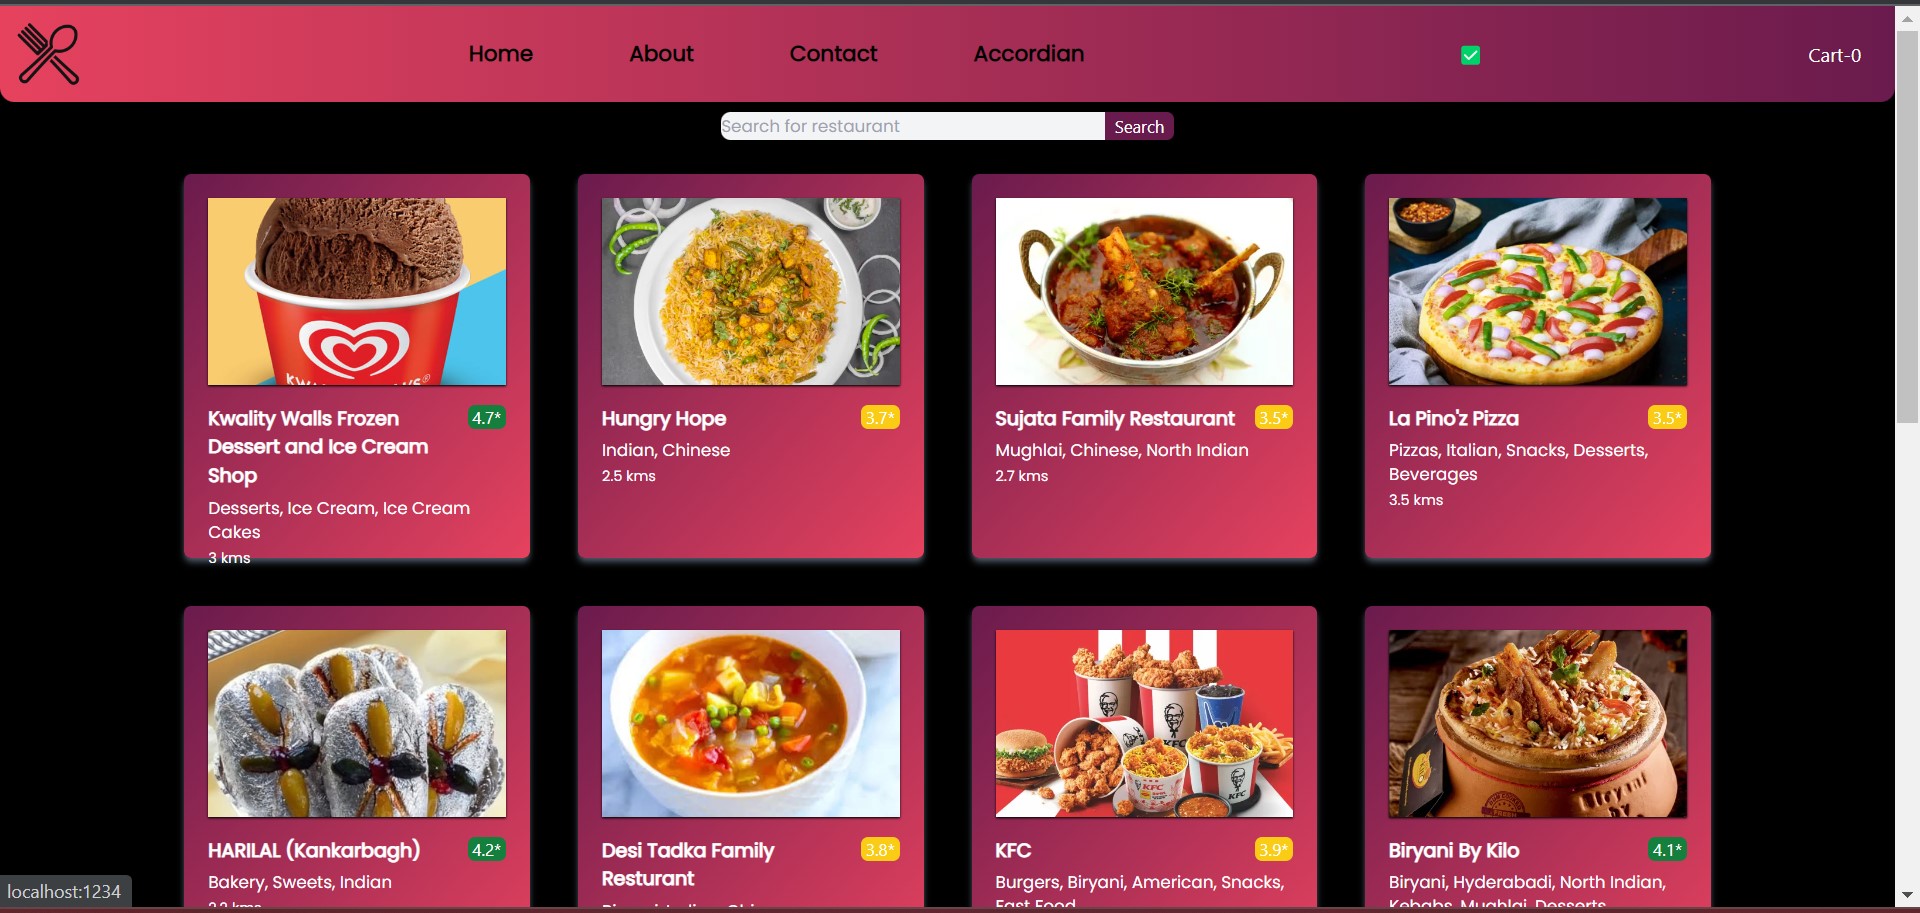 Home About Contact Accordian Cart-0
Search for restaurant Search
Kwality Walls Frozen Dessert and Ice Cream Shop 4.7*
Desserts, Ice Cream, Ice Cream Cakes
3 kms
Hungry Hope 3.7*
Indian, Chinese
2.5 kms
Sujata Family Restaurant 3.5*
Mughlai, Chinese, North Indian
2.7 kms
La Pino'z Pizza 3.5*
Pizzas, Italian, Snacks, Desserts,
Beverages
3.5 kms
HARILAL (Kankarbagh) 4.2*
Bakery, Sweets, Indian
Desi Tadka Family
Resturant 3.8*
KFC
KFC
KFC
KFC 3.9*
Burgers, Biryani, American, Snacks,
Fast Food
Biryani By Kilo 4.1*
Biryani, Hyderabadi, North Indian,
Kebabs, Mughlai, Desserts
localhost:1234